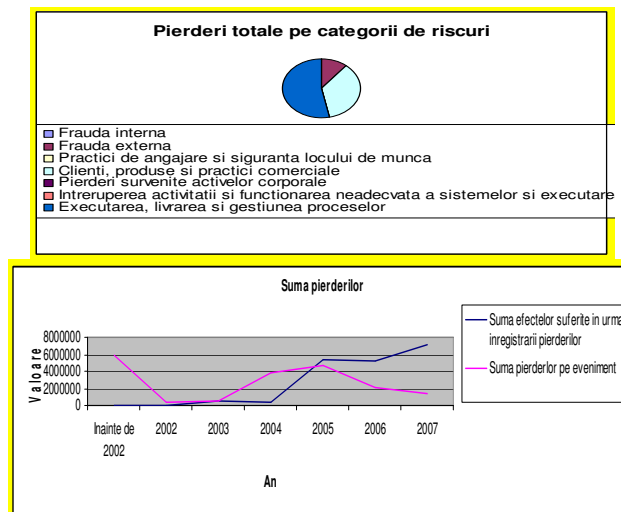 Pierderi totale pe categorii de riscuri
Frauda interna
Frauda externa
Practici de angajare si siguranta locului de munca
Clienti, produse si practici comerciale
Pierderi survenite activelor corporale
Intreruperea activitatii si functionarea neadecvata a sistemelor si executare
Executarea, livrarea si gestiunea proceselor
Suma pierderilor
Valoare
8000000
6000000
4000000
2000000
0
Inainte de 2002
2002
2003
2004
2005
2006
2007
An
Suma efectelor suferite in urma
inregistrarii pierderilor
Suma pierderlor pe eveniment